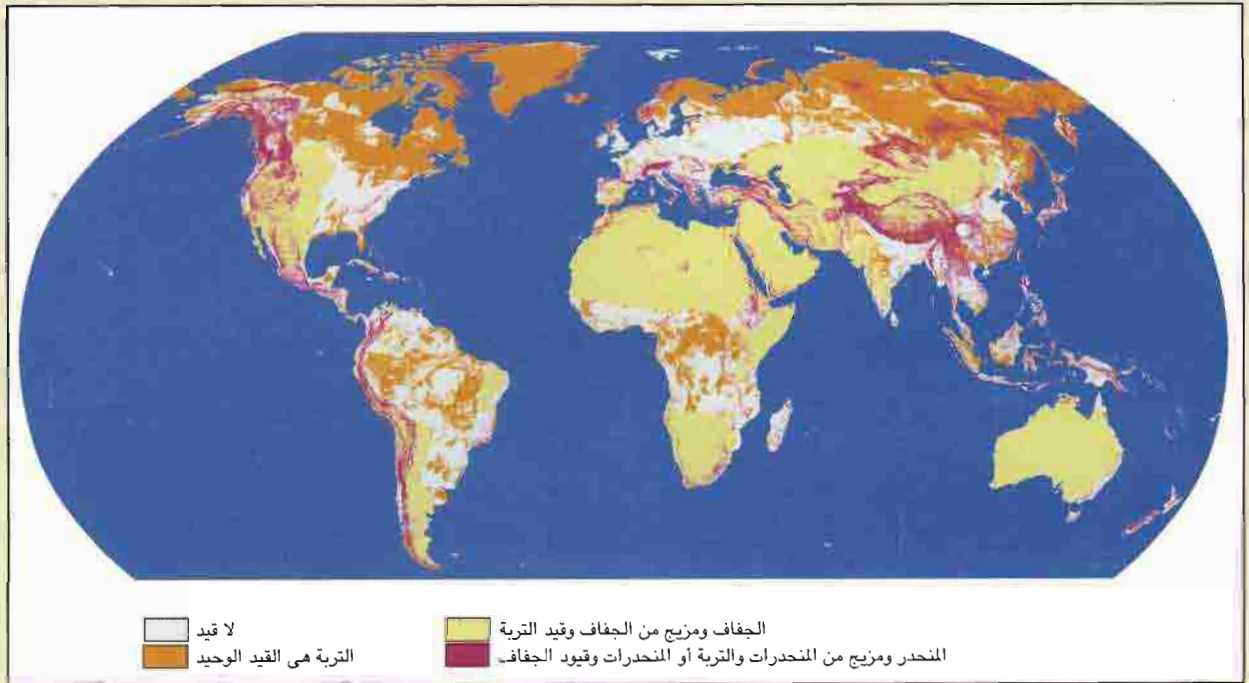 لا قيد
التربة هى القيد الوحيد
الجفاف ومزيج من الجفاف وقيد التربة
المنحدر ومزيج من المنحدرات والتربة أو المنحدرات وقيود الجفاف